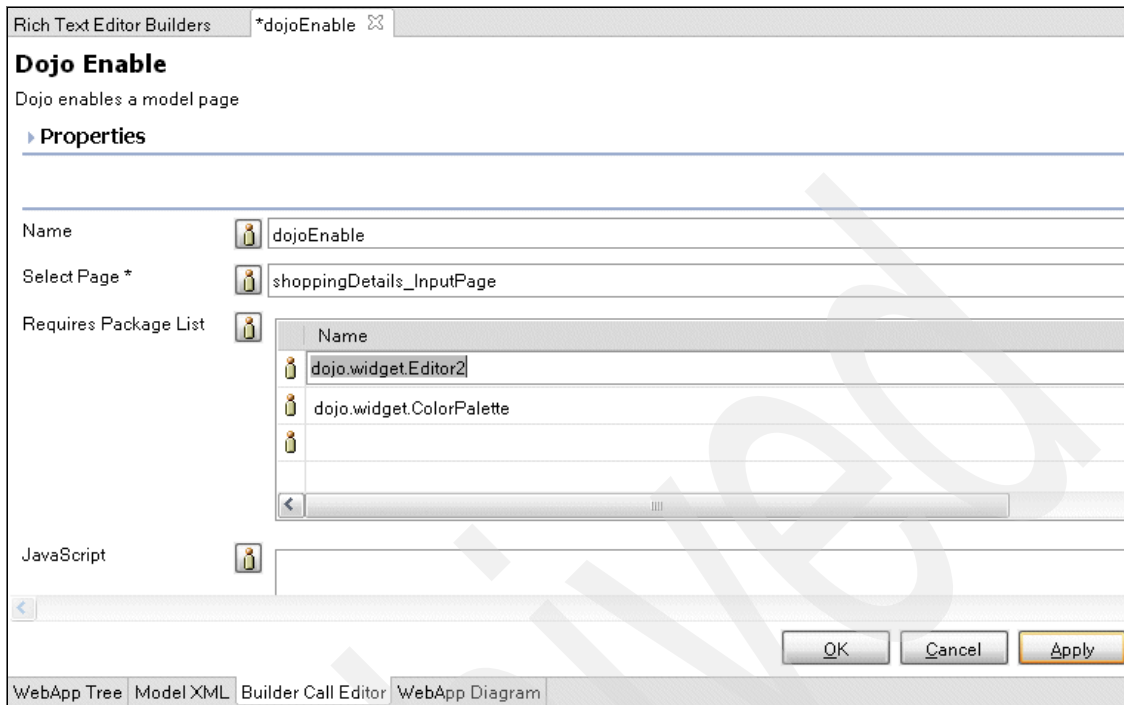 Rich Text Editor Builders *dojoEnable
Dojo Enable
Dojo enables a model page
Properties
Name dojoEnable
Select Page * shoppingDetails_InputPage
Requires Package List Name
dojo.widget.Editor2
dojo.widget.ColorPalette
JavaScript
OK Cancel Apply
WebApp Tree Model XML Builder Call Editor WebApp Diagram